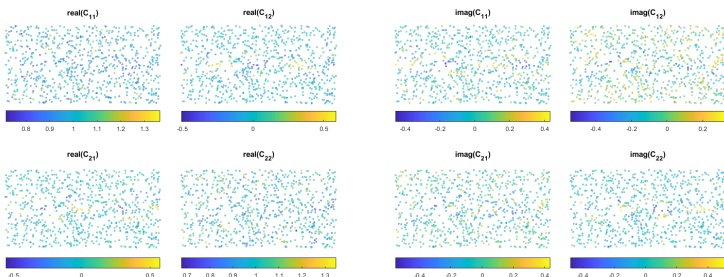 real(C11) real(C12) imag(C11) imag(C12)
0.8 0.9 1 1.1 1.2 1.3 -0.5 0 0.5 -0.4 -0.2 0 0.2 0.4 -0.4 -0.2 0 0.2
real(C21) real(C22) imag(C21) imag(C22)
-0.5 0 0.5 0.7 0.8 0.9 1 1.1 1.2 1.3 -0.4 -0.2 0 0.2 0.4 -0.4 -0.2 0 0.2 0.4